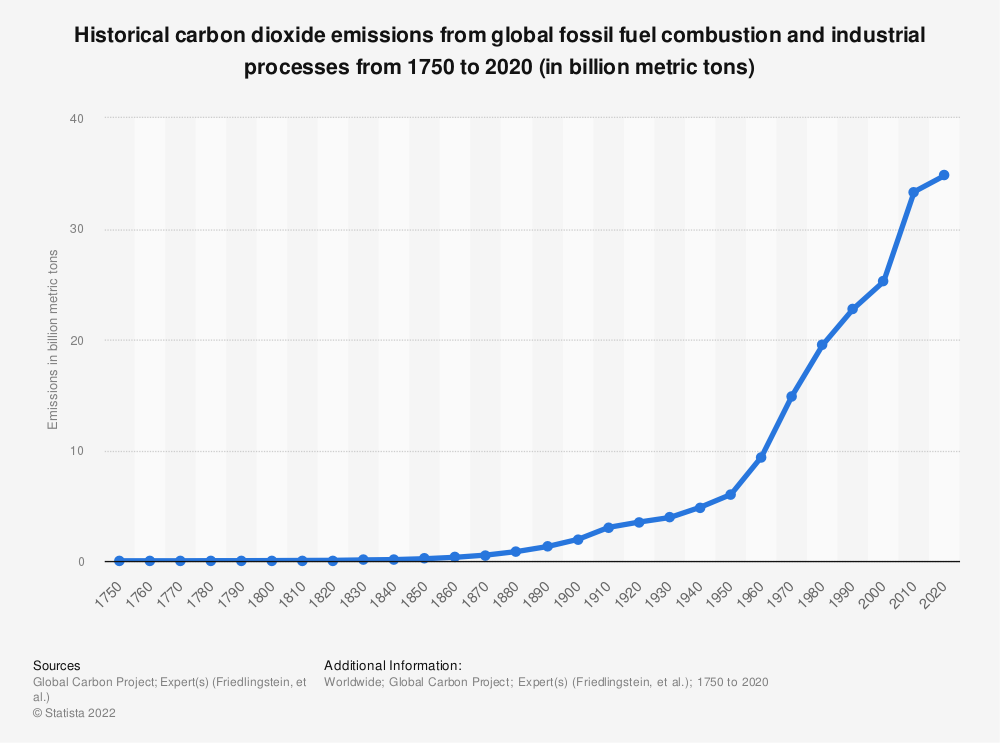 Historical carbon dioxide emissions from global fossil fuel combustion and industrial
processes from 1750 to 2020 (in billion metric tons)
40
30
20
10
0
Emissions in billion metric tons
1750 1760 1770 1780 1790 1800 1810 1820 1830 1840 1850 1860 1870 1880 1890 1900 1910 1920 1930 1940 1950 1960 1970 1980 1990 2000 2010 2020
Sources
Global Carbon Project; Expert(s) (Friedlingstein, et
al.)
© Statista 2022
Additional Information:
Worldwide; Global Carbon Project; Expert(s) (Friedlingstein, et al.); 1750 to 2020